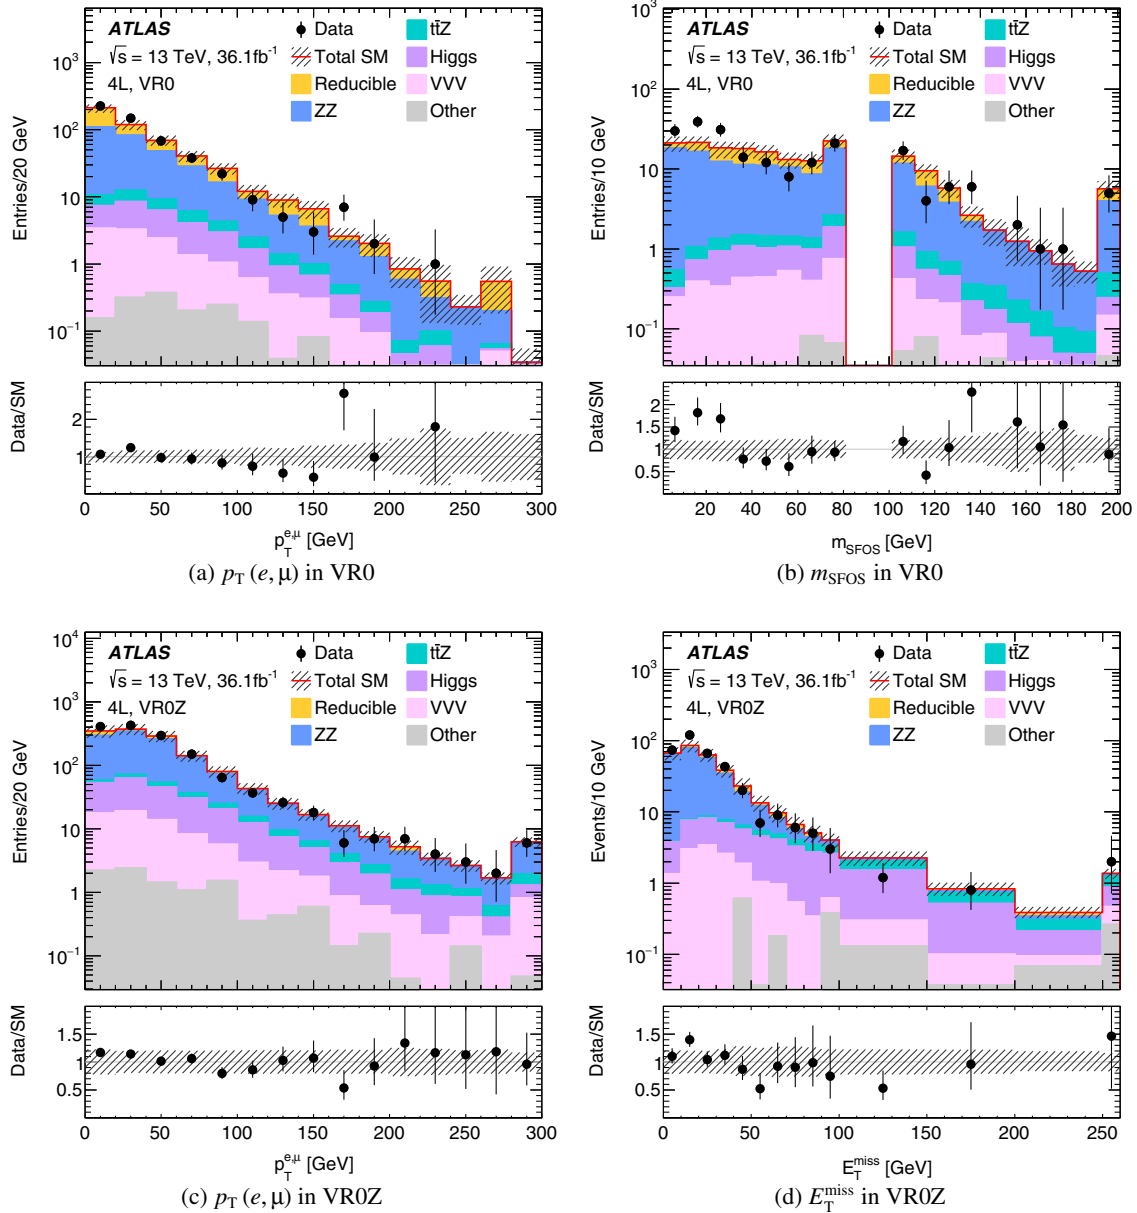 ATLAS
√s = 13 TeV, 36.1fb⁻¹
4L, VR0
Data
Total SM
Reducible
ZZ
tt̄Z
Higgs
VVV
Other
Entries/20 GeV
10³
10²
10
1
10⁻¹
Data/SM
2
1
0 50 100 150 200 250 300
p_T^{e,μ} [GeV]
(a) p_T (e, μ) in VR0
ATLAS
√s = 13 TeV, 36.1fb⁻¹
4L, VR0
Data
Total SM
Reducible
ZZ
tt̄Z
Higgs
VVV
Other
Entries/10 GeV
10³
10²
10
1
10⁻¹
Data/SM
2
1.5
1
0.5
20 40 60 80 100 120 140 160 180 200
m_SFOS [GeV]
(b) m_SFOS in VR0
ATLAS
√s = 13 TeV, 36.1fb⁻¹
4L, VR0Z
Data
Total SM
Reducible
ZZ
tt̄Z
Higgs
VVV
Other
Entries/20 GeV
10⁴
10³
10²
10
1
10⁻¹
Data/SM
1.5
1
0.5
0 50 100 150 200 250 300
p_T^{e,μ} [GeV]
(c) p_T (e, μ) in VR0Z
ATLAS
√s = 13 TeV, 36.1fb⁻¹
4L, VR0Z
Data
Total SM
Reducible
ZZ
tt̄Z
Higgs
VVV
Other
Events/10 GeV
10³
10²
10
1
10⁻¹
Data/SM
1.5
1
0.5
0 50 100 150 200 250
E_T^{miss} [GeV]
(d) E_T^{miss} in VR0Z